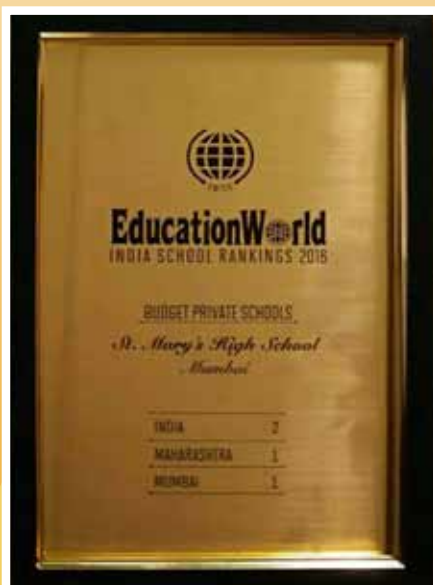 EducationWorld
INDIA SCHOOL RANKINGS 2018
BUDGET PRIVATE SCHOOLS
St. Mary's High School
Mumbai
INDIA 2
MAHARASHTRA 1
MUMBAI 1